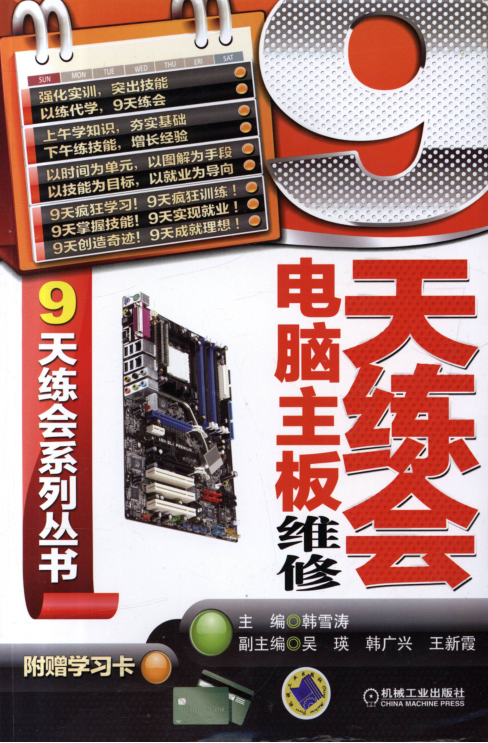 SUN MON TUE WED THU FRI SAT
强化实训，突出技能
以练代学，9天练会
上午学知识，夯实基础
下午练技能，增长经验
以时间为单元，以图解为手段
以技能为目标，以就业为导向
9天疯狂学习！9天疯狂训练！
9天掌握技能！9天实现就业！
9天创造奇迹！9天成就理想！
9
天练会
电脑主板
维修
9天练会系列丛书
主 编◎韩雪涛
副主编◎吴 瑛 韩广兴 王新霞
附赠学习卡
机械工业出版社
CHINA MACHINE PRESS